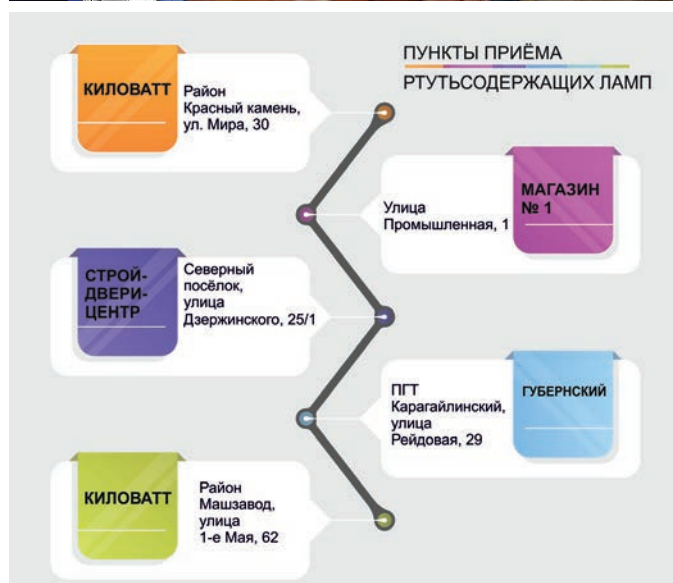 ПУНКТЫ ПРИЁМА
РТУТЬСОДЕРЖАЩИХ ЛАМП
КИЛОВАТТ
Район
Красный камень,
ул. Мира, 30
МАГАЗИН
№ 1
Улица
Промышленная, 1
СТРОЙ-
ДВЕРИ-
ЦЕНТР
Северный
посёлок,
улица
Дзержинского, 25/1
ГУБЕРНСКИЙ
ПГТ
Карагайлинский,
улица
Рейдовая, 29
КИЛОВАТТ
Район
Машзавод,
улица
1-е Мая, 62